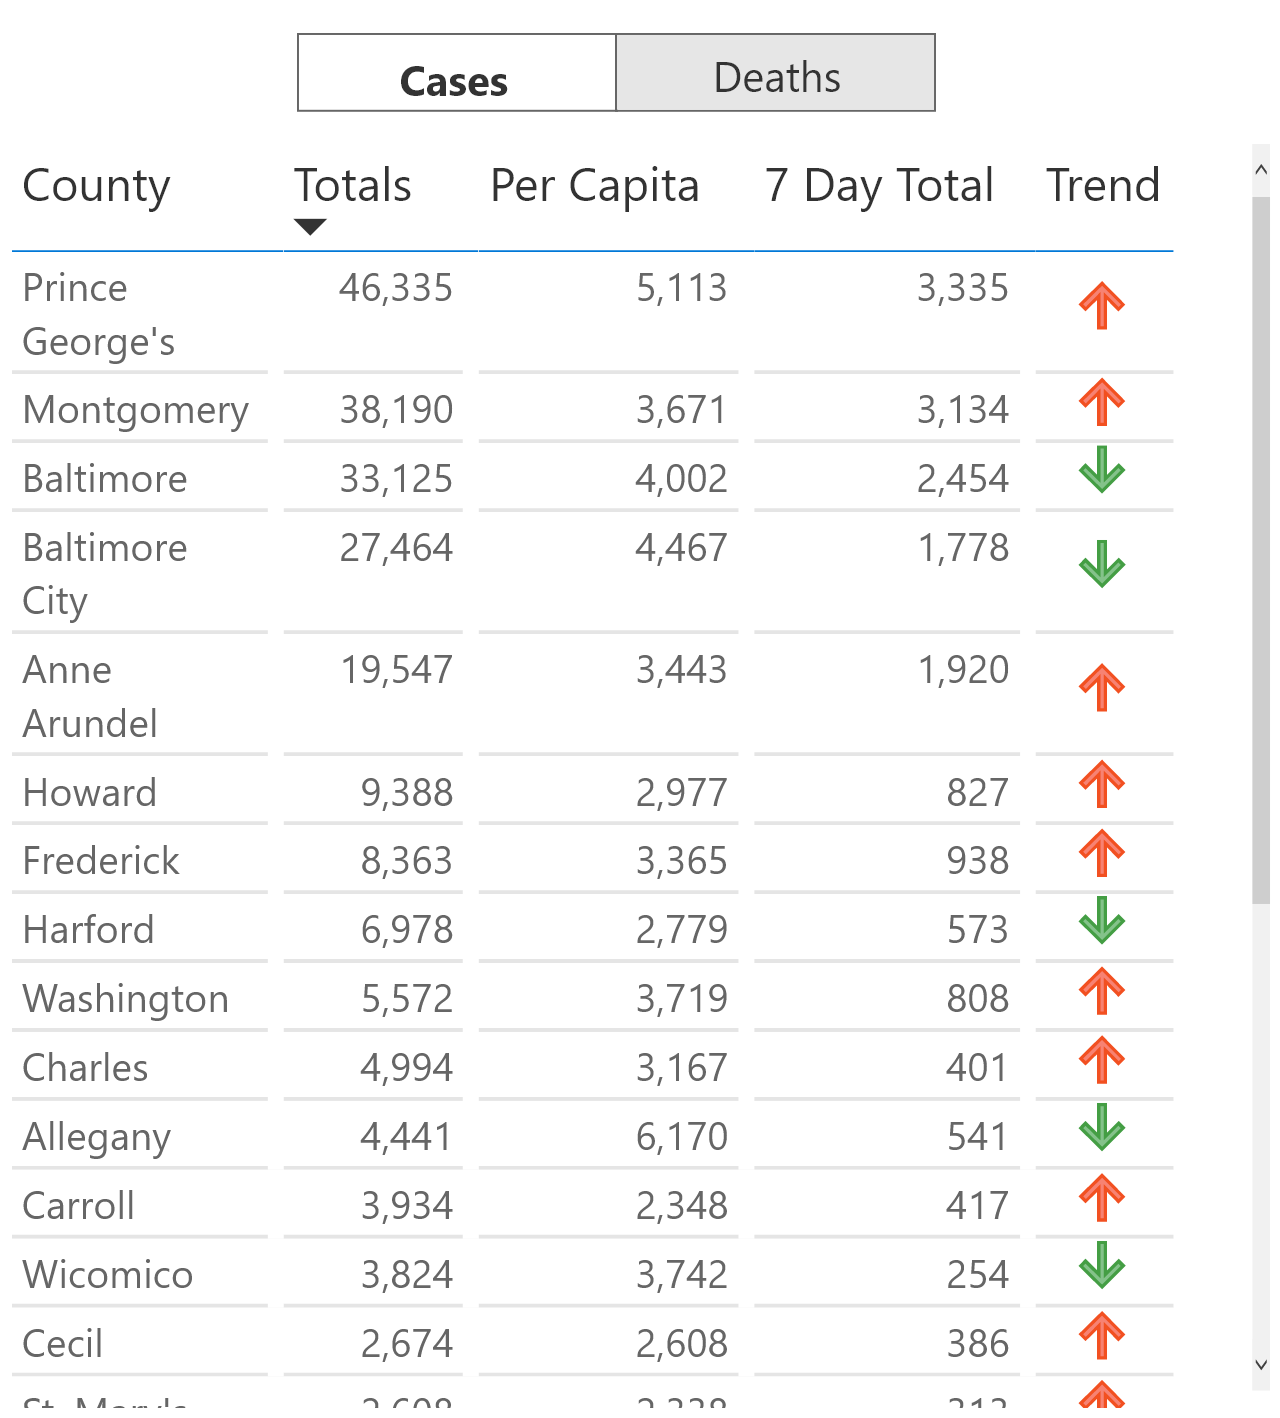 Cases Deaths
County Totals Per Capita 7 Day Total Trend
Prince 46,335 5,113 3,335
George's
Montgomery 38,190 3,671 3,134
Baltimore 33,125 4,002 2,454
Baltimore 27,464 4,467 1,778
City
Anne 19,547 3,443 1,920
Arundel
Howard 9,388 2,977 827
Frederick 8,363 3,365 938
Harford 6,978 2,779 573
Washington 5,572 3,719 808
Charles 4,994 3,167 401
Allegany 4,441 6,170 541
Carroll 3,934 2,348 417
Wicomico 3,824 3,742 254
Cecil 2,674 2,608 386
St. Mary's